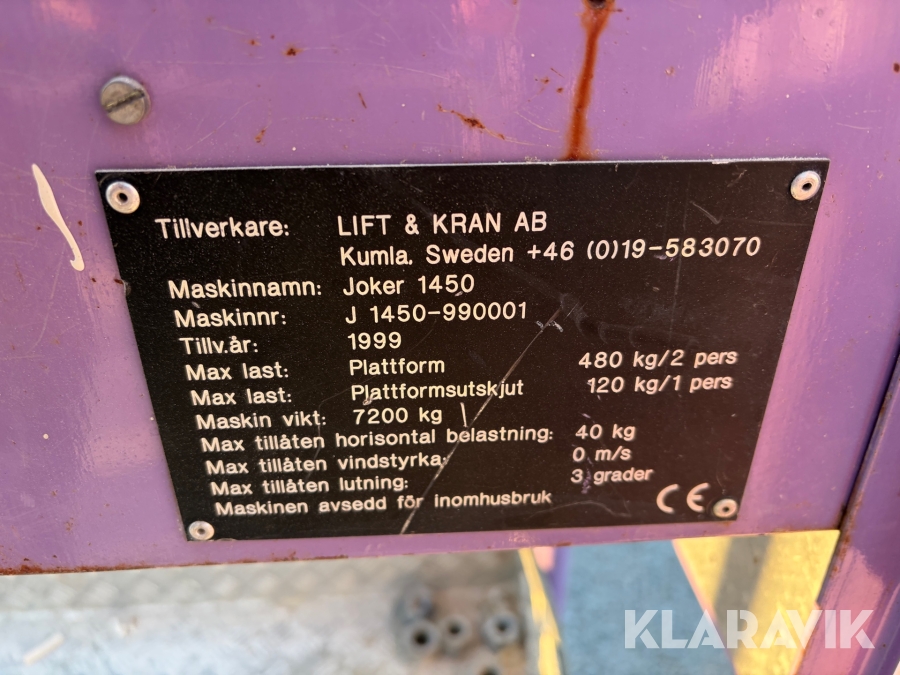 Tillverkare: LIFT & KRAN AB
Kumla. Sweden +46 (0)19-583070
Maskinnamn: Joker 1450
Maskinnr: J 1450-990001
Tillv.år: 1999
Max last: Plattform 480 kg/2 pers
Max last: Plattformsutskjut 120 kg/1 pers
Maskin vikt: 7200 kg
Max tillåten horisontal belastning: 40 kg
Max tillåten vindstyrka: 0 m/s
Max tillåten lutning: 3 grader
Maskinen avsedd för inomhusbruk CE
KLARAVIK